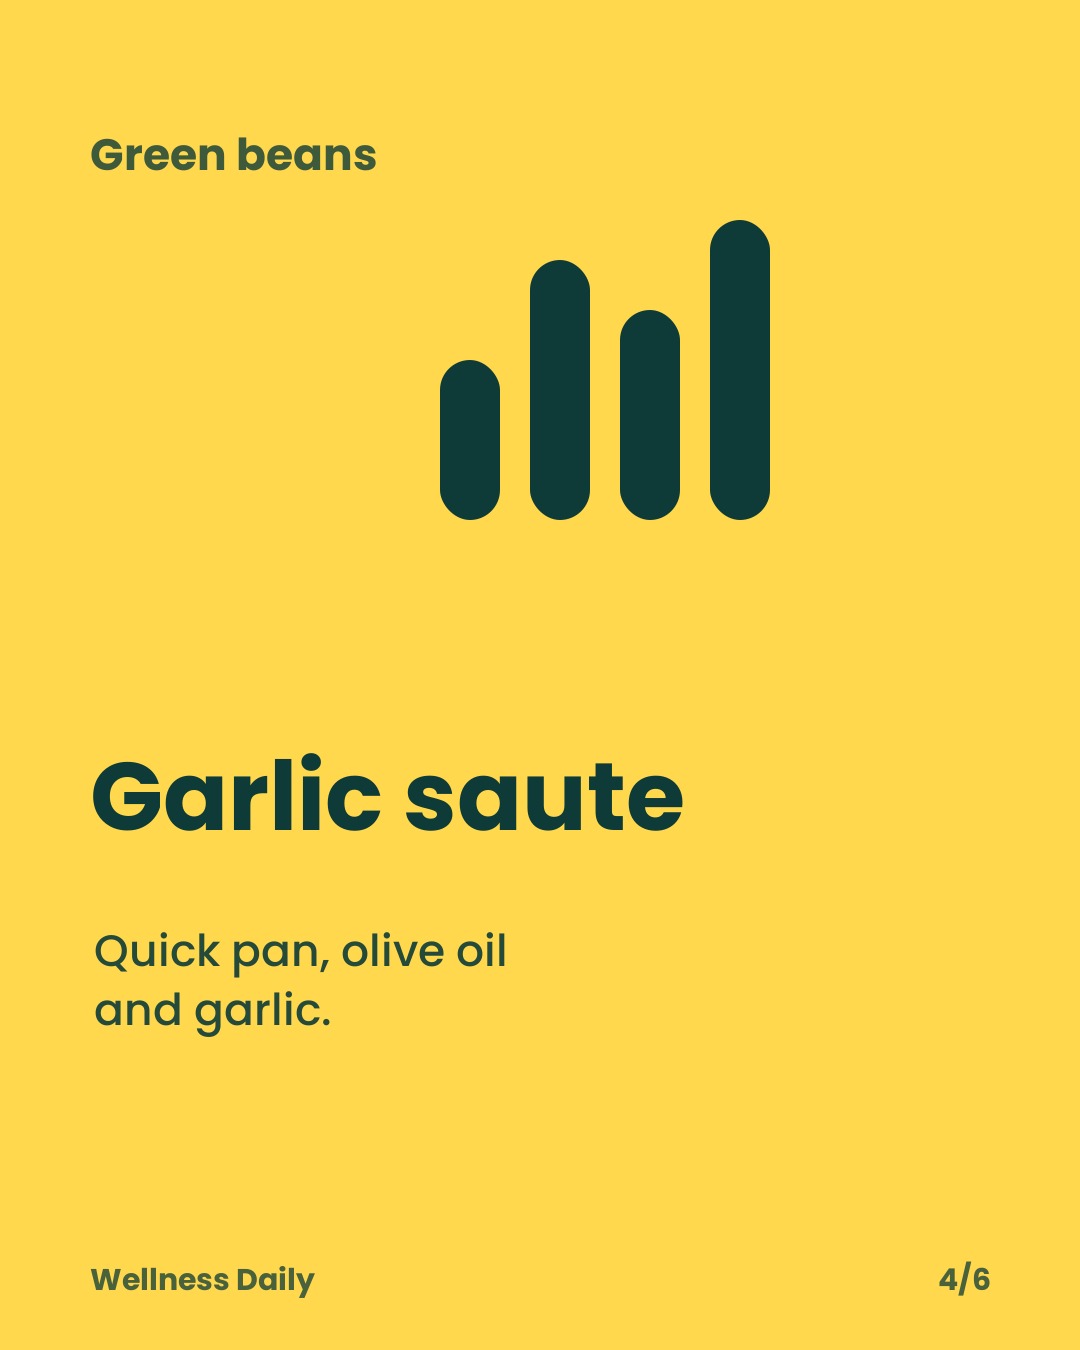 Green beans
Garlic saute
Quick pan, olive oil
and garlic.
Wellness Daily
4/6